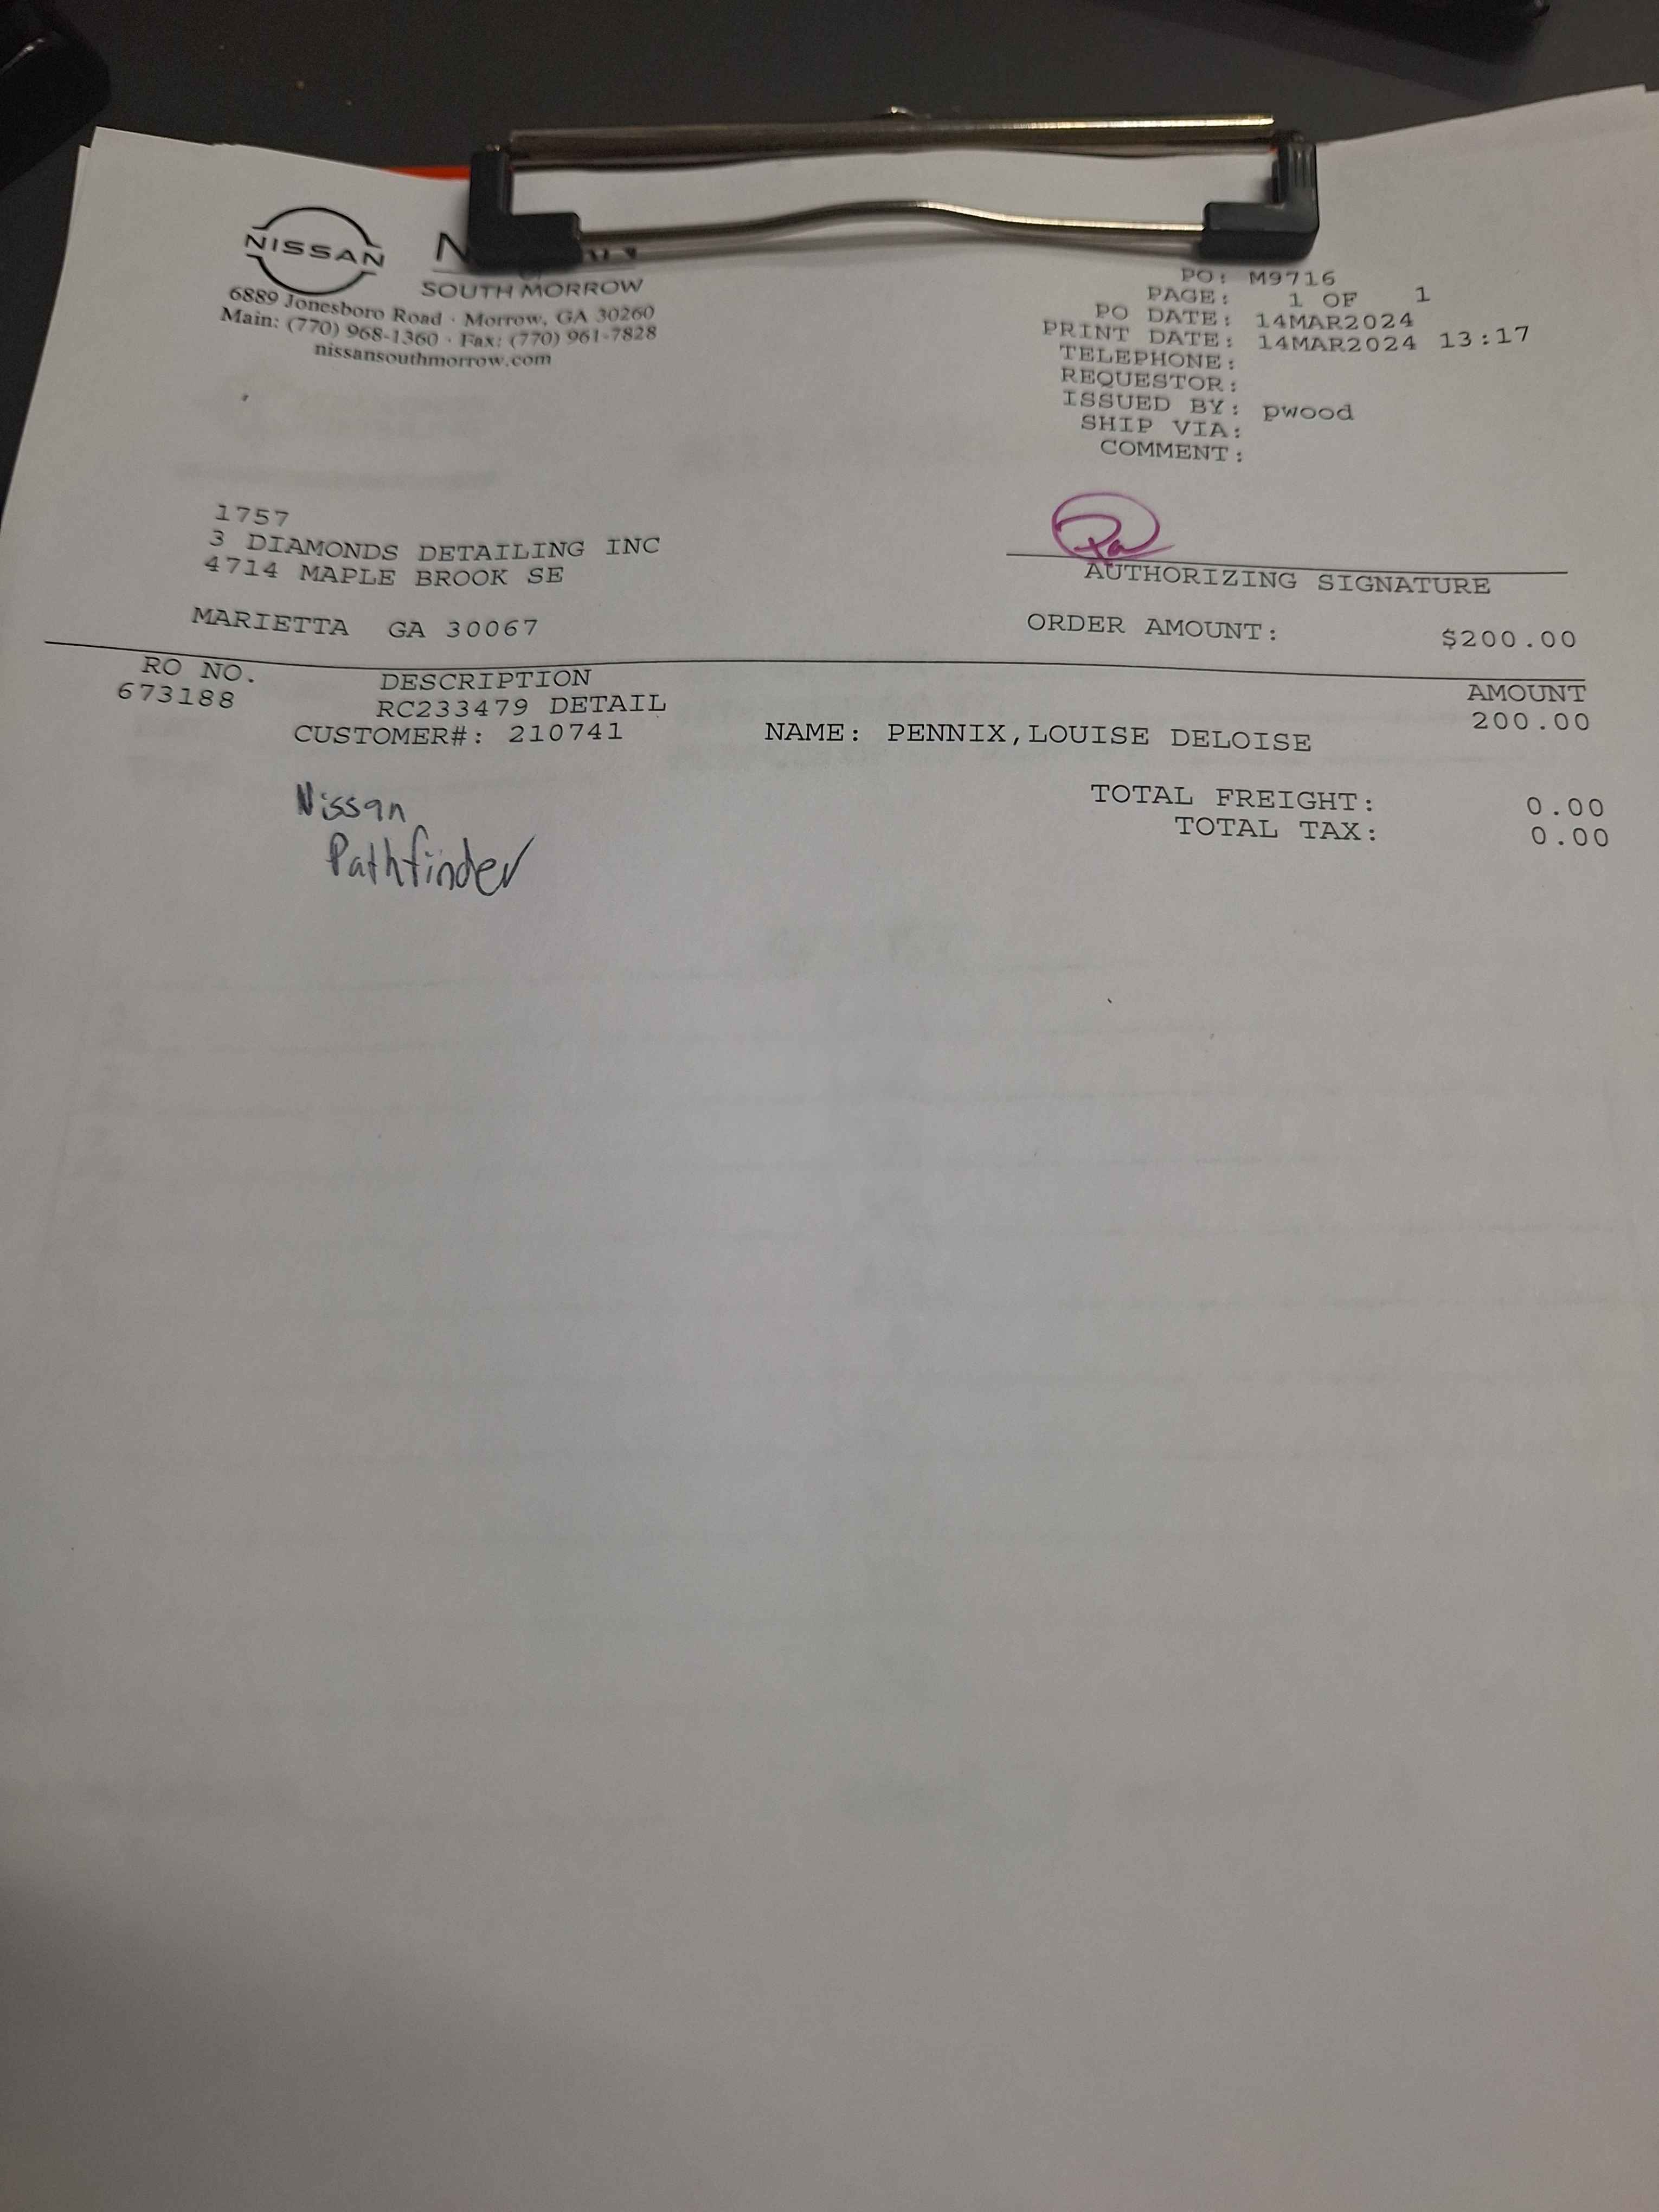 NISSAN
SOUTH MORROW
6889 Jonesboro Road · Morrow, GA 30260
Main: (770) 968-1360 · Fax: (770) 961-7828
nissansouthmorrow.com
PO: M9716
PAGE: 1 OF 1
PO DATE: 14MAR2024
PRINT DATE: 14MAR2024 13:17
TELEPHONE:
REQUESTOR:
ISSUED BY: pwood
SHIP VIA:
COMMENT:
1757
3 DIAMONDS DETAILING INC
4714 MAPLE BROOK SE
MARIETTA GA 30067
AUTHORIZING SIGNATURE
ORDER AMOUNT: $200.00
RO NO. DESCRIPTION AMOUNT
673188 RC233479 DETAIL 200.00
CUSTOMER#: 210741 NAME: PENNIX,LOUISE DELOISE
TOTAL FREIGHT: 0.00
TOTAL TAX: 0.00
Nissan
Pathfinder